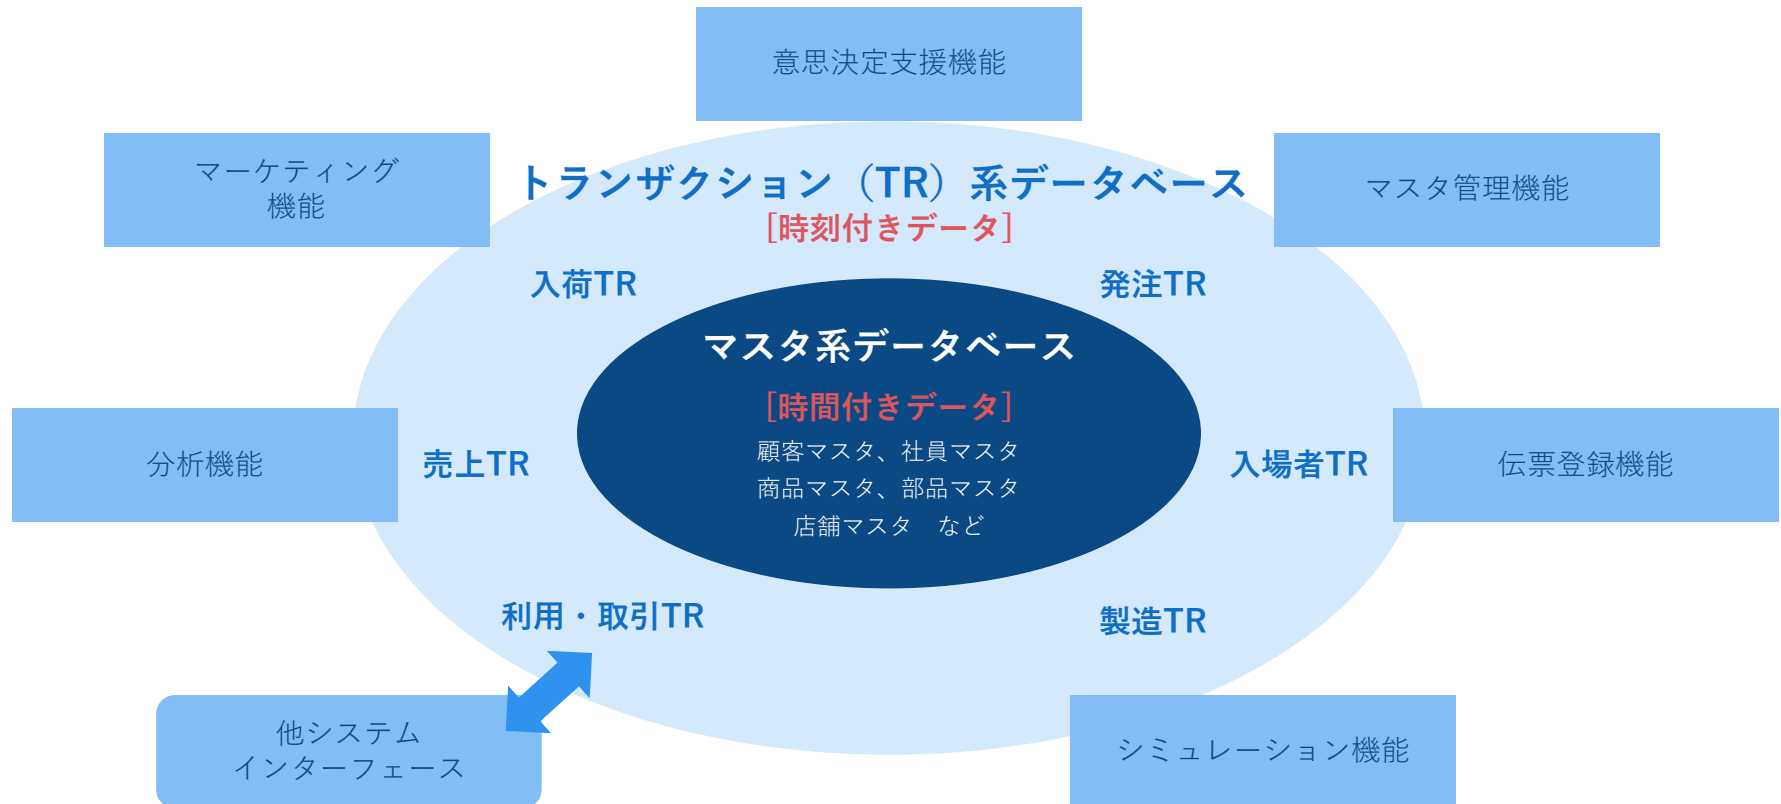 意思決定支援機能
マーケティング
機能
トランザクション（TR）系データベース
[時刻付きデータ]
マスタ管理機能
入荷TR
発注TR
マスタ系データベース
[時間付きデータ]
顧客マスタ、社員マスタ
商品マスタ、部品マスタ
店舗マスタ　など
分析機能
売上TR
入場者TR
伝票登録機能
利用・取引TR
製造TR
他システム
インターフェース
シミュレーション機能